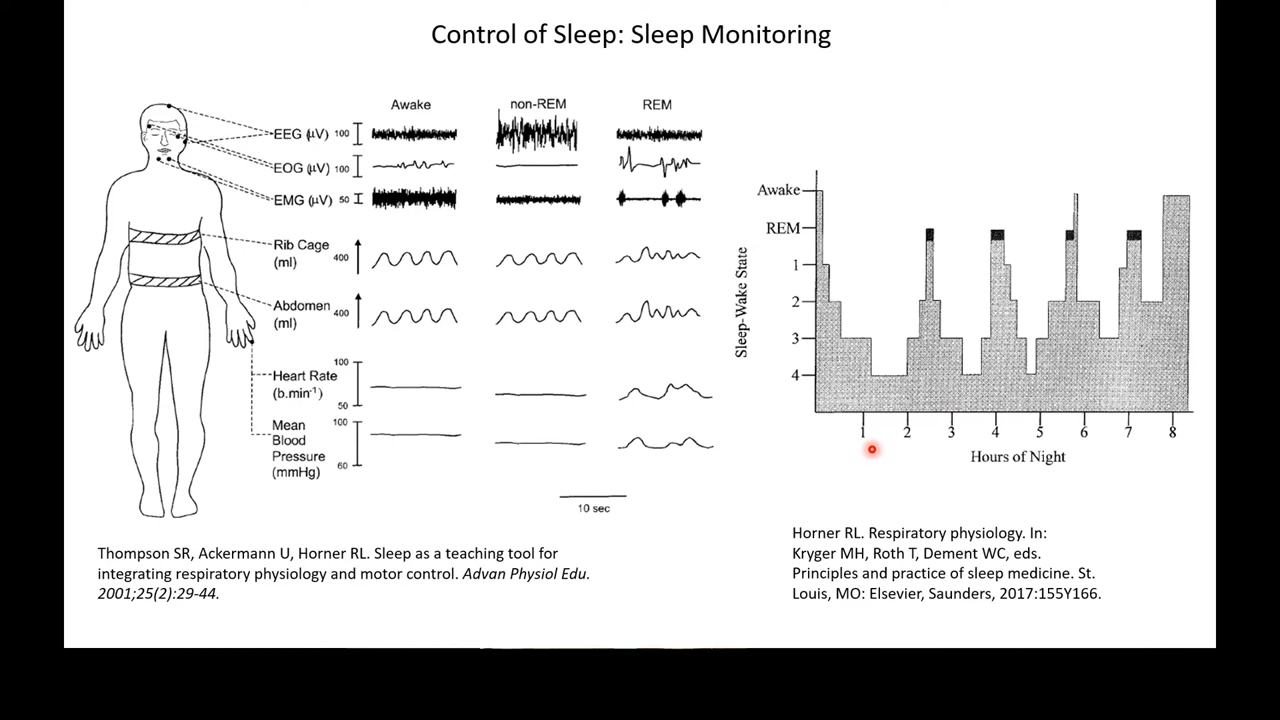 Control of Sleep: Sleep Monitoring
Awake non-REM REM
EEG (µV) 100
EOG (µV) 100
EMG (µV) 50
Rib Cage
(ml)
400
Abdomen
(ml)
400
Heart Rate
(b.min⁻¹)
100
50
Mean
Blood
Pressure
(mmHg)
100
60
10 sec
Thompson SR, Ackermann U, Horner RL. Sleep as a teaching tool for
integrating respiratory physiology and motor control. Advan Physiol Edu.
2001;25(2):29-44.
Sleep-Wake State
Awake
REM
1
2
3
4
1 2 3 4 5 6 7 8
Hours of Night
Horner RL. Respiratory physiology. In:
Kryger MH, Roth T, Dement WC, eds.
Principles and practice of sleep medicine. St.
Louis, MO: Elsevier, Saunders, 2017:155Y166.